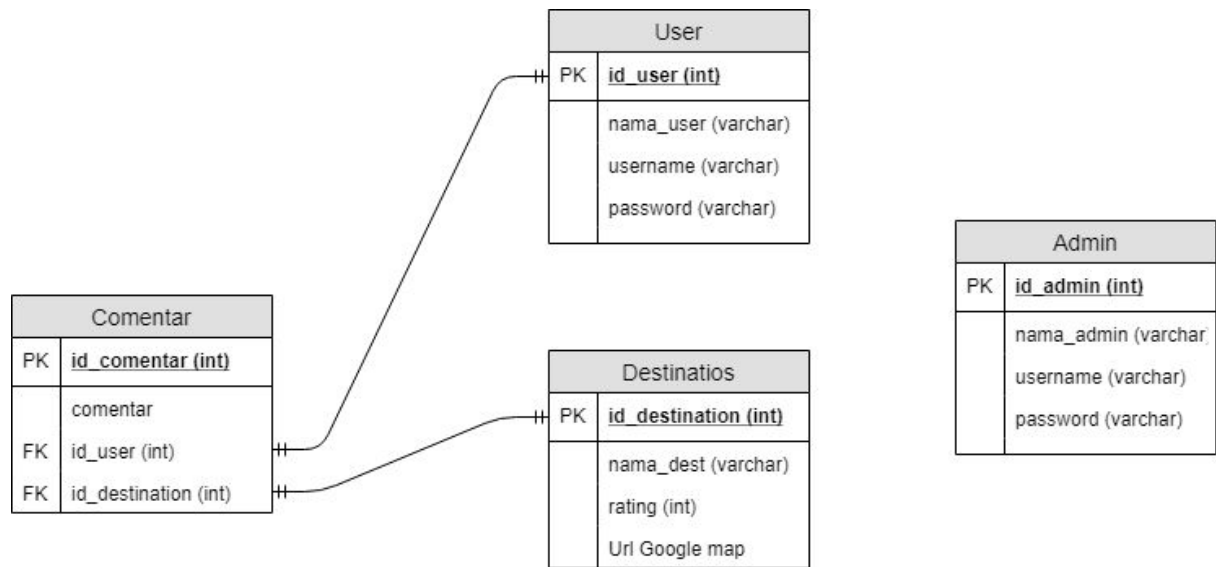 User
PK id_user (int)
nama_user (varchar)
username (varchar)
password (varchar)
Admin
PK id_admin (int)
nama_admin (varchar
username (varchar)
password (varchar)
Comentar
PK id_comentar (int)
comentar
FK id_user (int)
FK id_destination (int)
Destinatios
PK id_destination (int)
nama_dest (varchar)
rating (int)
Url Google map